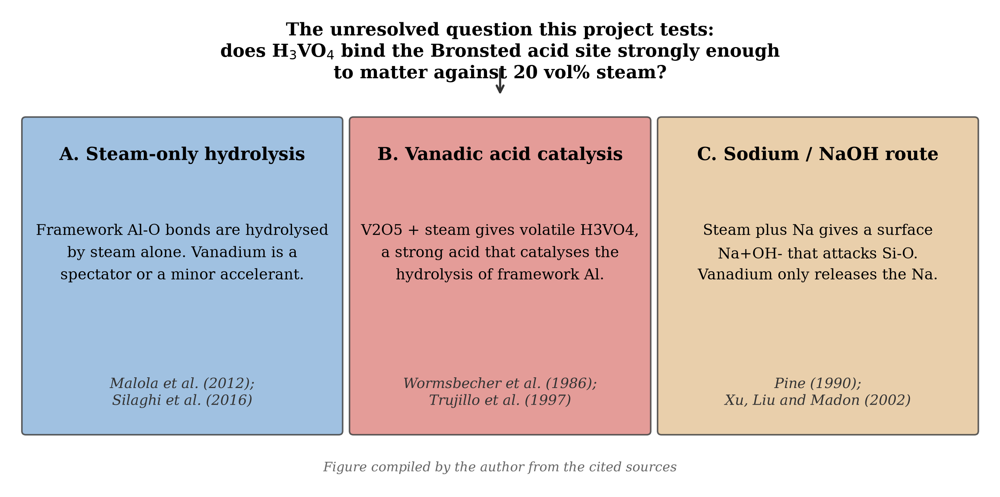 The unresolved question this project tests:
does H₃VO₄ bind the Bronsted acid site strongly enough
to matter against 20 vol% steam?
A. Steam-only hydrolysis
Framework Al-O bonds are hydrolysed
by steam alone. Vanadium is a
spectator or a minor accelerant.
Malola et al. (2012);
Silaghi et al. (2016)
B. Vanadic acid catalysis
V2O5 + steam gives volatile H3VO4,
a strong acid that catalyses the
hydrolysis of framework Al.
Wormsbecher et al. (1986);
Trujillo et al. (1997)
C. Sodium / NaOH route
Steam plus Na gives a surface
Na+OH- that attacks Si-O.
Vanadium only releases the Na.
Pine (1990);
Xu, Liu and Madon (2002)
Figure compiled by the author from the cited sources